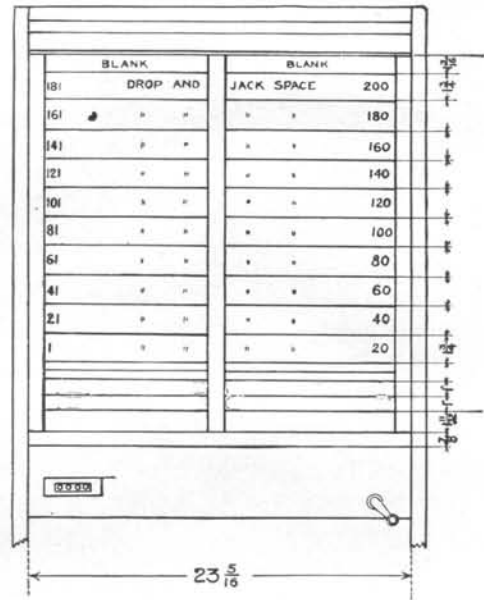 BLANK BLANK
181 DROP AND JACK SPACE 200
161 " " " " 180
141 " " " " 160
121 " " " " 140
101 " " " " 120
81 " " " " 100
61 " " " " 80
41 " " " " 60
21 " " " " 40
1 " " " " 20
0000
23 5/16